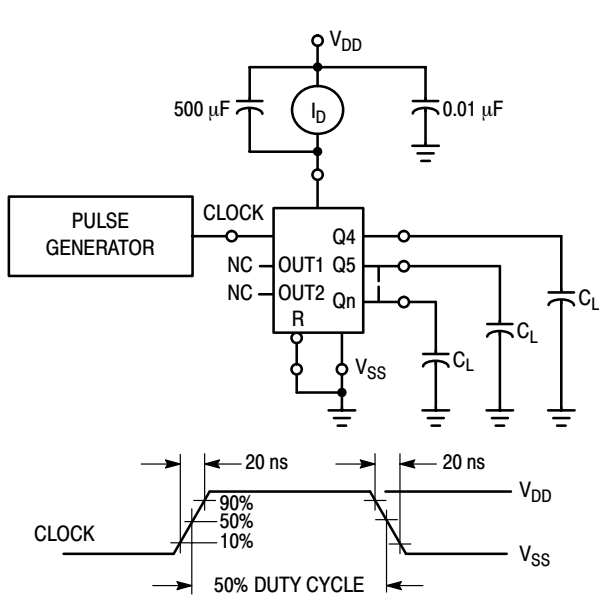 V_DD
500 μF
I_D
0.01 μF
PULSE
GENERATOR
CLOCK
Q4
NC
OUT1
Q5
NC
OUT2
Qn
R
V_SS
C_L
C_L
C_L
20 ns
20 ns
90%
50%
10%
CLOCK
V_DD
V_SS
50% DUTY CYCLE